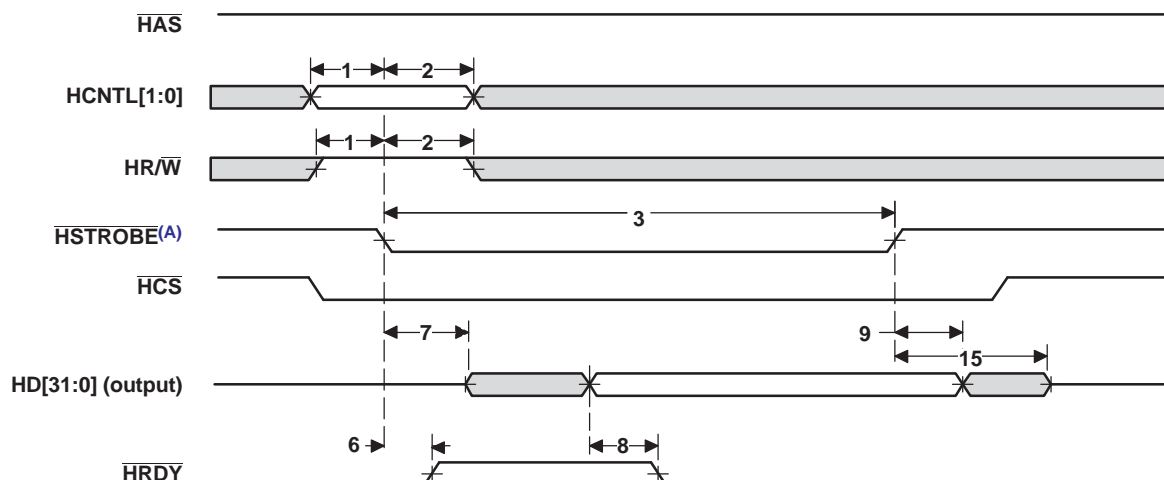 HAS
1 2
HCNTL[1:0]
1 2
HR/W
3
HSTROBE(A)
HCS
7 9
15
HD[31:0] (output)
6 8
HRDY